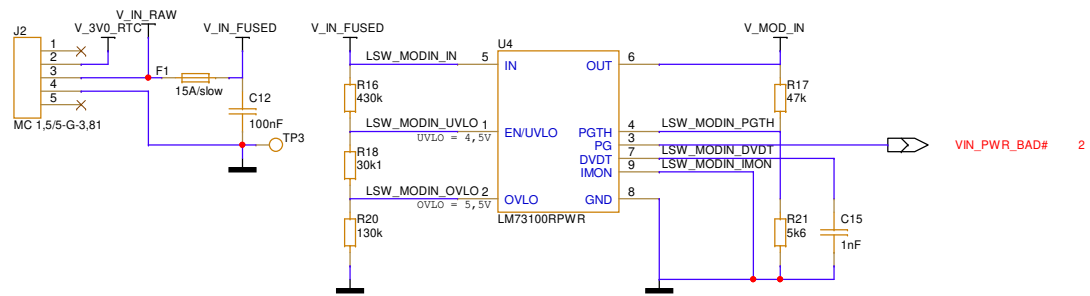 V_IN_RAW
J2
V_3V0_RTC
V_IN_FUSED
1
2
3
4
5
F1
15A/slow
C12
100nF
TP3
MC 1,5/5-G-3,81
V_IN_FUSED
LSW_MODIN_IN
5
R16
430k
LSW_MODIN_UVLO
1
UVLO = 4,5V
R18
30k1
LSW_MODIN_OVLO
2
OVLO = 5,5V
R20
130k
U4
IN
OUT
EN/UVLO
PGTH
PG
DVDT
IMON
OVLO
GND
LM73100RPWR
6
4
3
7
9
8
V_MOD_IN
R17
47k
LSW_MODIN_PGTH
LSW_MODIN_DVDT
LSW_MODIN_IMON
R21
5k6
C15
1nF
VIN_PWR_BAD# 2